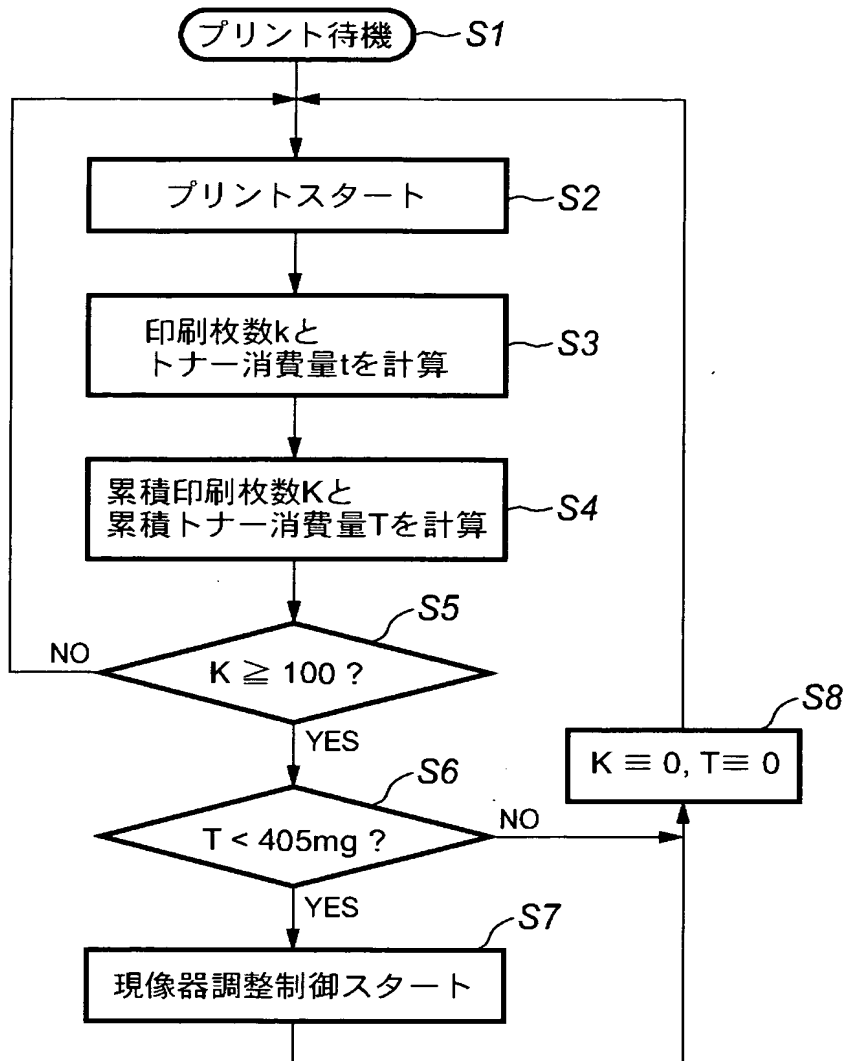 プリント待機
S1
プリントスタート
S2
印刷枚数kと
トナー消費量tを計算
S3
累積印刷枚数Kと
累積トナー消費量Tを計算
S4
S5
NO
K ≧ 100 ?
YES
S8
K ≡ 0, T≡ 0
S6
NO
T < 405mg ?
YES
S7
現像器調整制御スタート